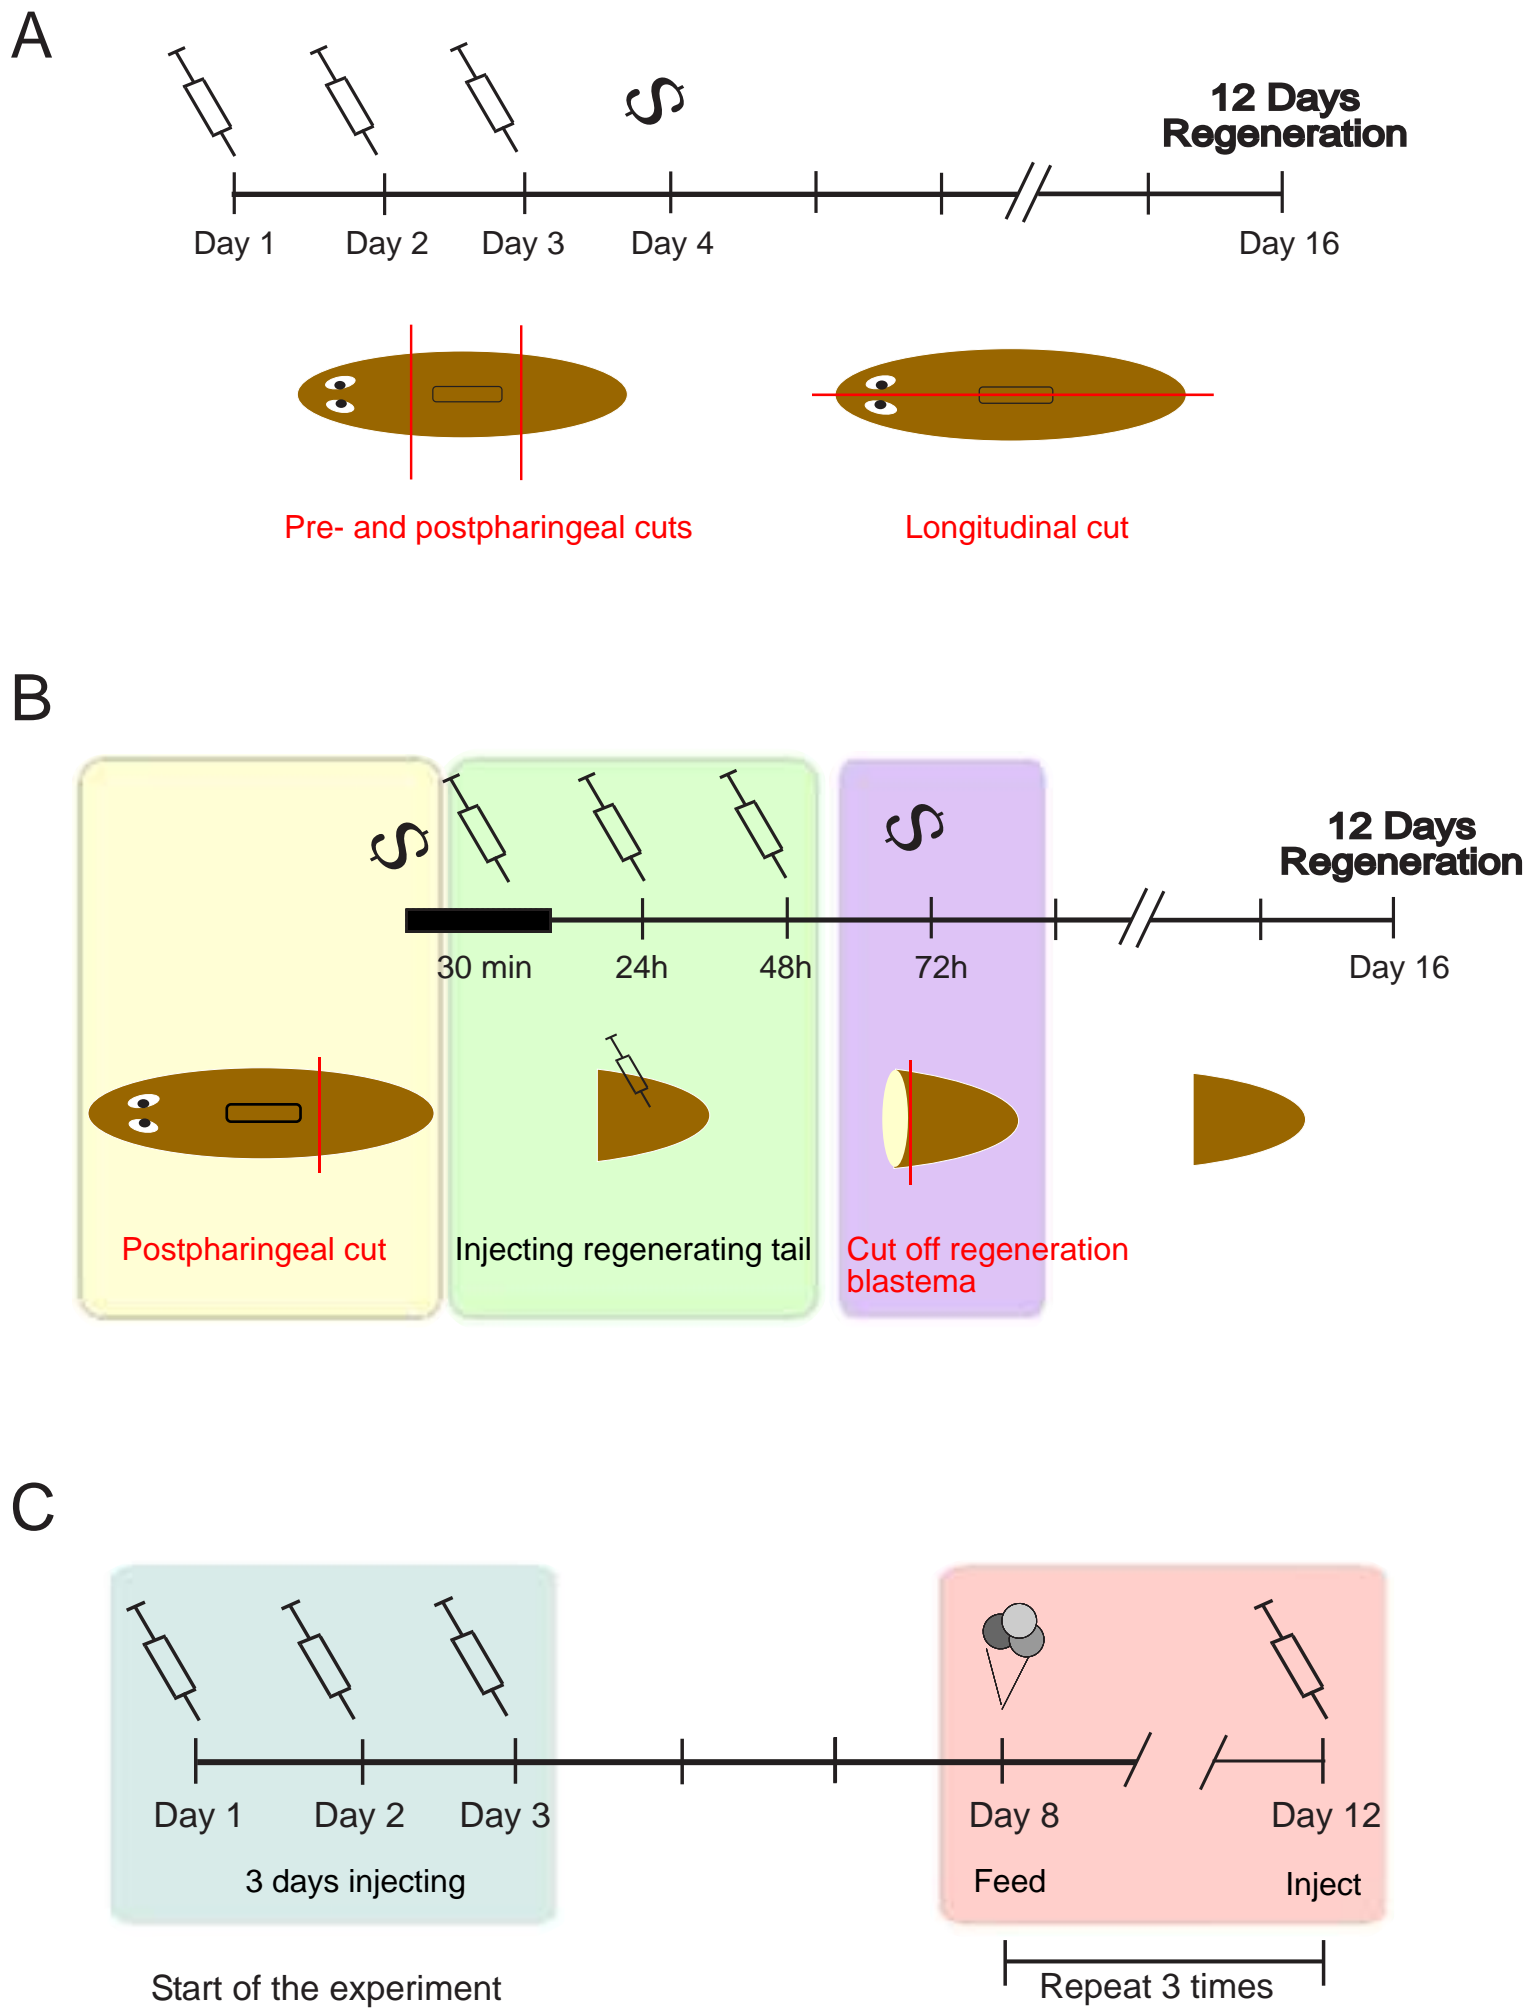 A
12 Days
Regeneration
Day 1
Day 2
Day 3
Day 4
Day 16
Pre- and postpharingeal cuts
Longitudinal cut
B
12 Days
Regeneration
30 min
24h
48h
72h
Day 16
Postpharingeal cut
Injecting regenerating tail
Cut off regeneration
blastema
C
Day 1
Day 2
Day 3
Day 8
Day 12
3 days injecting
Feed
Inject
Start of the experiment
Repeat 3 times